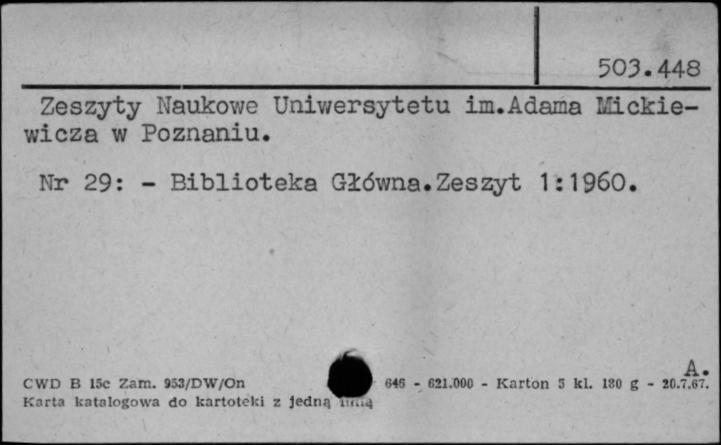 503.448
Zeszyty Naukowe Uniwersytetu im.Adama Mickie-
wicza w Poznaniu.
Nr 29: - Biblioteka Główna.Zeszyt 1:1960.
A.
CWD B 15c Zam. 953/DW/On 646 - 621.000 - Karton 5 kl. 180 g - 20.7.67.
Karta katalogowa do kartoteki z jedną